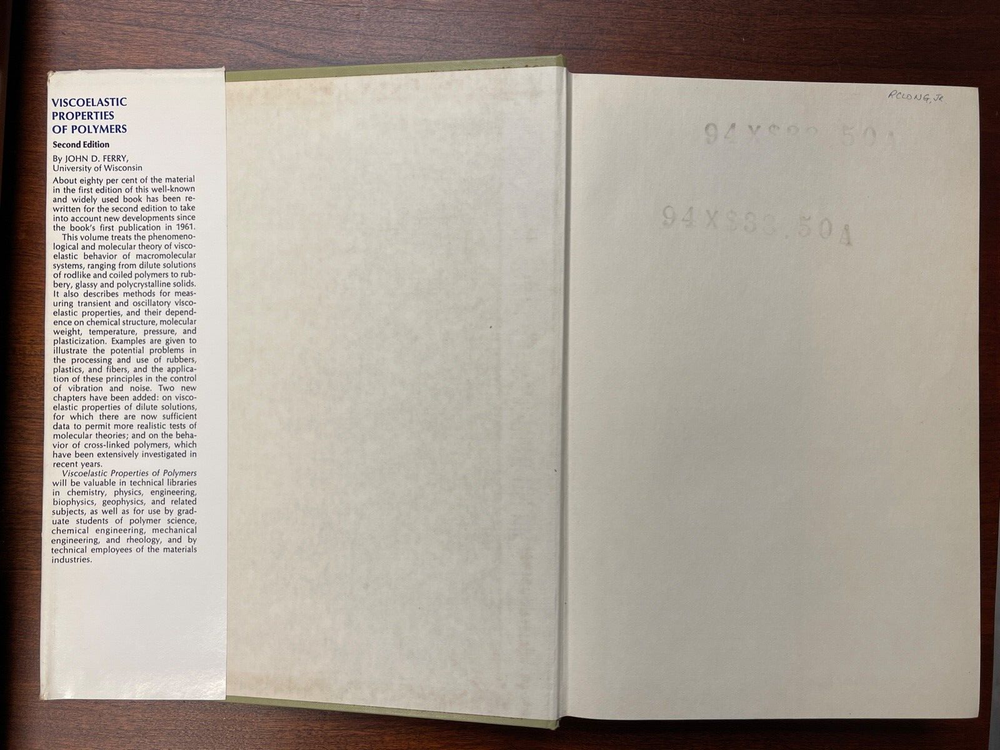 VISCOELASTIC
PROPERTIES
OF POLYMERS
Second Edition
By JOHN D. FERRY,
University of Wisconsin
About eighty per cent of the material
in the first edition of this well-known
and widely used book has been re-
written for the second edition to take
into account new developments since
the book's first publication in 1961.
This volume treats the phenomeno-
logical and molecular theory of visco-
elastic behavior of macromolecular
systems, ranging from dilute solutions
of rodlike and coiled polymers to rub-
bery, glassy and polycrystalline solids.
It also describes methods for meas-
uring transient and oscillatory visco-
elastic properties, and their depend-
ence on chemical structure, molecular
weight, temperature, pressure, and
plasticization. Examples are given to
illustrate the potential problems in
the processing and use of rubbers,
plastics, and fibers, and the applica-
tion of these principles in the control
of vibration and noise. Two new
chapters have been added: on visco-
elastic properties of dilute solutions,
for which there are now sufficient
data to permit more realistic tests of
molecular theories; and on the beha-
vior of cross-linked polymers, which
have been extensively investigated in
recent years.
Viscoelastic Properties of Polymers
will be valuable in technical libraries
in chemistry, physics, engineering,
biophysics, geophysics, and related
subjects, as well as for use by grad-
uate students of polymer science,
chemical engineering, mechanical
engineering, and rheology, and by
technical employees of the materials
industries.
RCLONG, JR
94X$33.50A